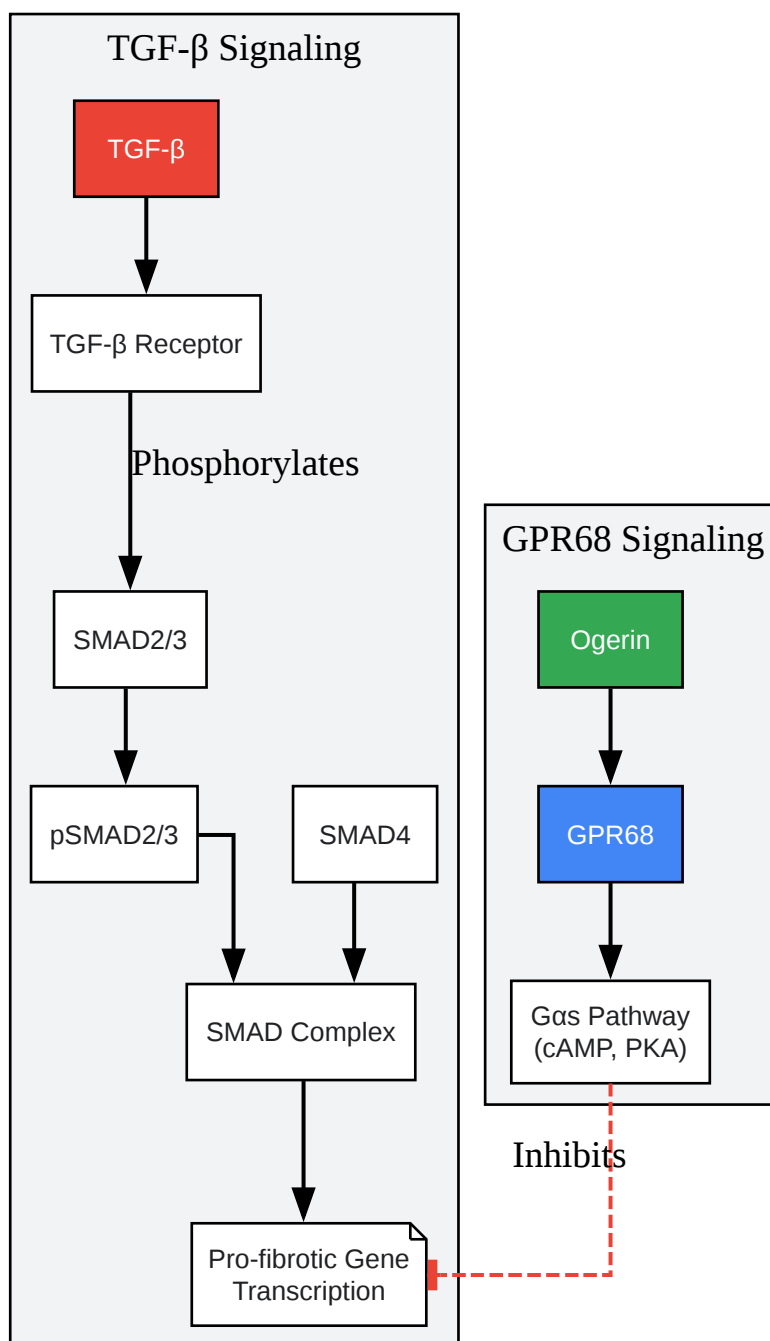 TGF-β Signaling
TGF-β
TGF-β Receptor
Phosphorylates
SMAD2/3
pSMAD2/3
SMAD4
SMAD Complex
Pro-fibrotic Gene
Transcription
GPR68 Signaling
Ogerin
GPR68
Gαs Pathway
(cAMP, PKA)
Inhibits